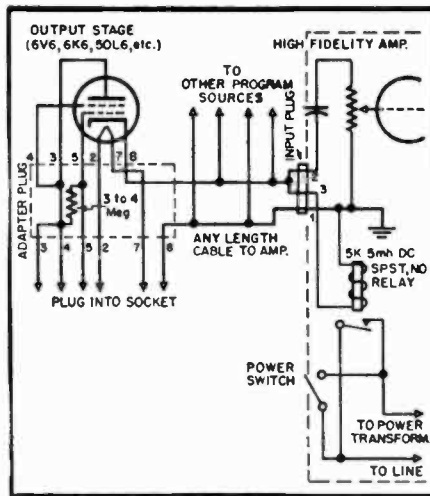 OUTPUT STAGE
(6V6, 6K6, 50L6, etc.)
HIGH FIDELITY AMP.
TO
OTHER PROGRAM
SOURCES
INPUT PLUG
4 3 5 2 7 8
2
3
1
ADAPTER PLUG
3 to 4
Meg
3 4 5 2 7 8
ANY LENGTH
CABLE TO AMP.
PLUG INTO SOCKET
5K 5mh DC
SPST, NO
RELAY
POWER
SWITCH
TO POWER
TRANSFORM
TO LINE